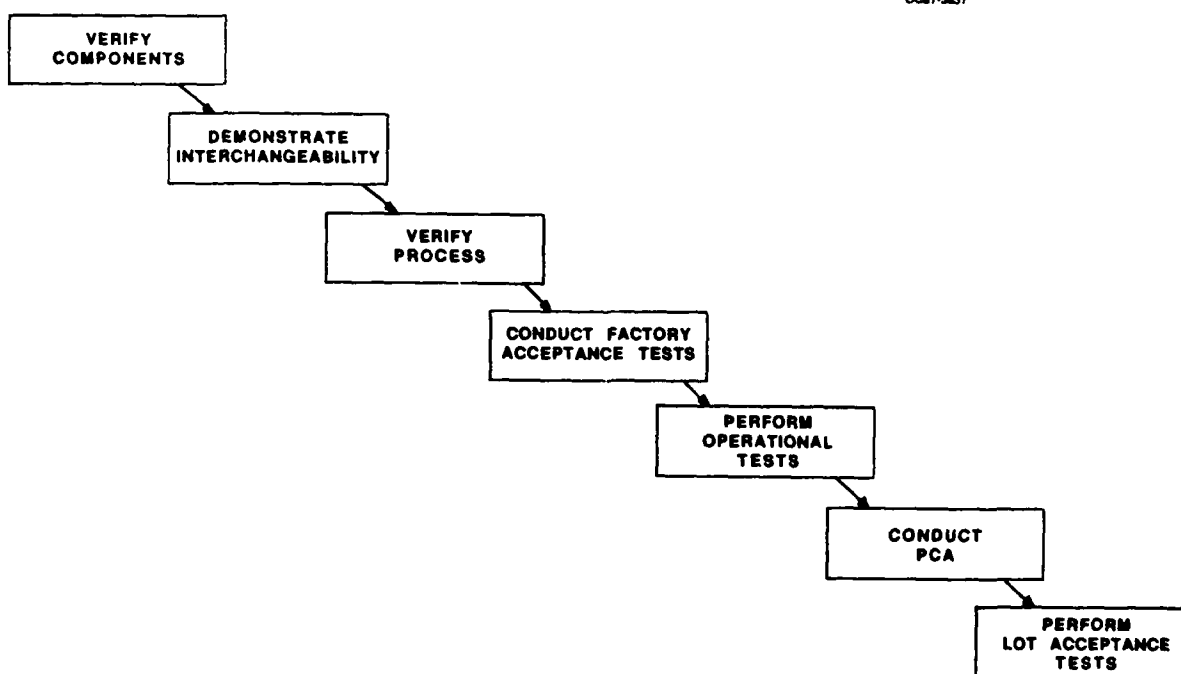 VERIFY
COMPONENTS
DEMONSTRATE
INTERCHANGEABILITY
VERIFY
PROCESS
CONDUCT FACTORY
ACCEPTANCE TESTS
PERFORM
OPERATIONAL
TESTS
CONDUCT
PCA
PERFORM
LOT ACCEPTANCE
TESTS